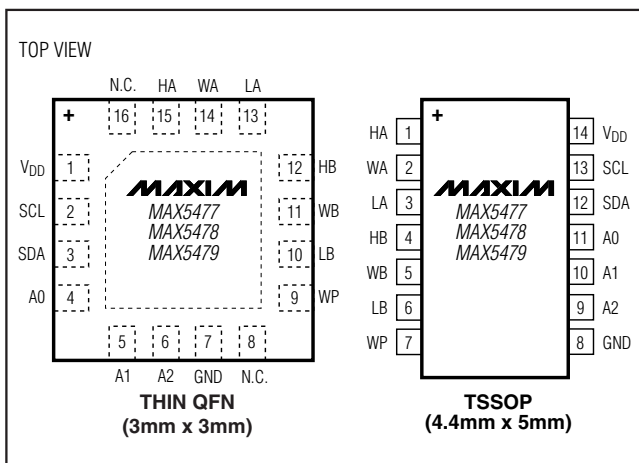 TOP VIEW
N.C. HA WA LA
+ 16 15 14 13
VDD 1
SCL 2
SDA 3
A0 4
MAXIM
MAX5477
MAX5478
MAX5479
12 HB
11 WB
10 LB
9 WP
5 6 7 8
A1 A2 GND N.C.
THIN QFN
(3mm x 3mm)
+
HA 1
WA 2
LA 3
HB 4
WB 5
LB 6
WP 7
MAXIM
MAX5477
MAX5478
MAX5479
14 VDD
13 SCL
12 SDA
11 A0
10 A1
9 A2
8 GND
TSSOP
(4.4mm x 5mm)